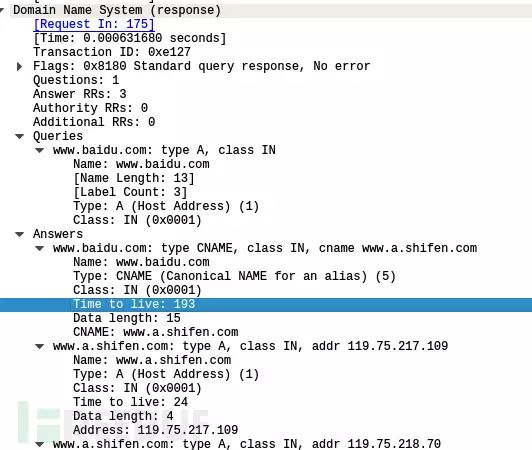 Domain Name System (response)
[Request In: 175]
[Time: 0.000631680 seconds]
Transaction ID: 0xe127
Flags: 0x8180 Standard query response, No error
Questions: 1
Answer RRs: 3
Authority RRs: 0
Additional RRs: 0
Queries
www.baidu.com: type A, class IN
Name: www.baidu.com
[Name Length: 13]
[Label Count: 3]
Type: A (Host Address) (1)
Class: IN (0x0001)
Answers
www.baidu.com: type CNAME, class IN, cname www.a.shifen.com
Name: www.baidu.com
Type: CNAME (Canonical NAME for an alias) (5)
Class: IN (0x0001)
Time to live: 193
Data length: 15
CNAME: www.a.shifen.com
www.a.shifen.com: type A, class IN, addr 119.75.217.109
Name: www.a.shifen.com
Type: A (Host Address) (1)
Class: IN (0x0001)
Time to live: 24
Data length: 4
Address: 119.75.217.109
www.a.shifen.com: type A, class IN, addr 119.75.218.70